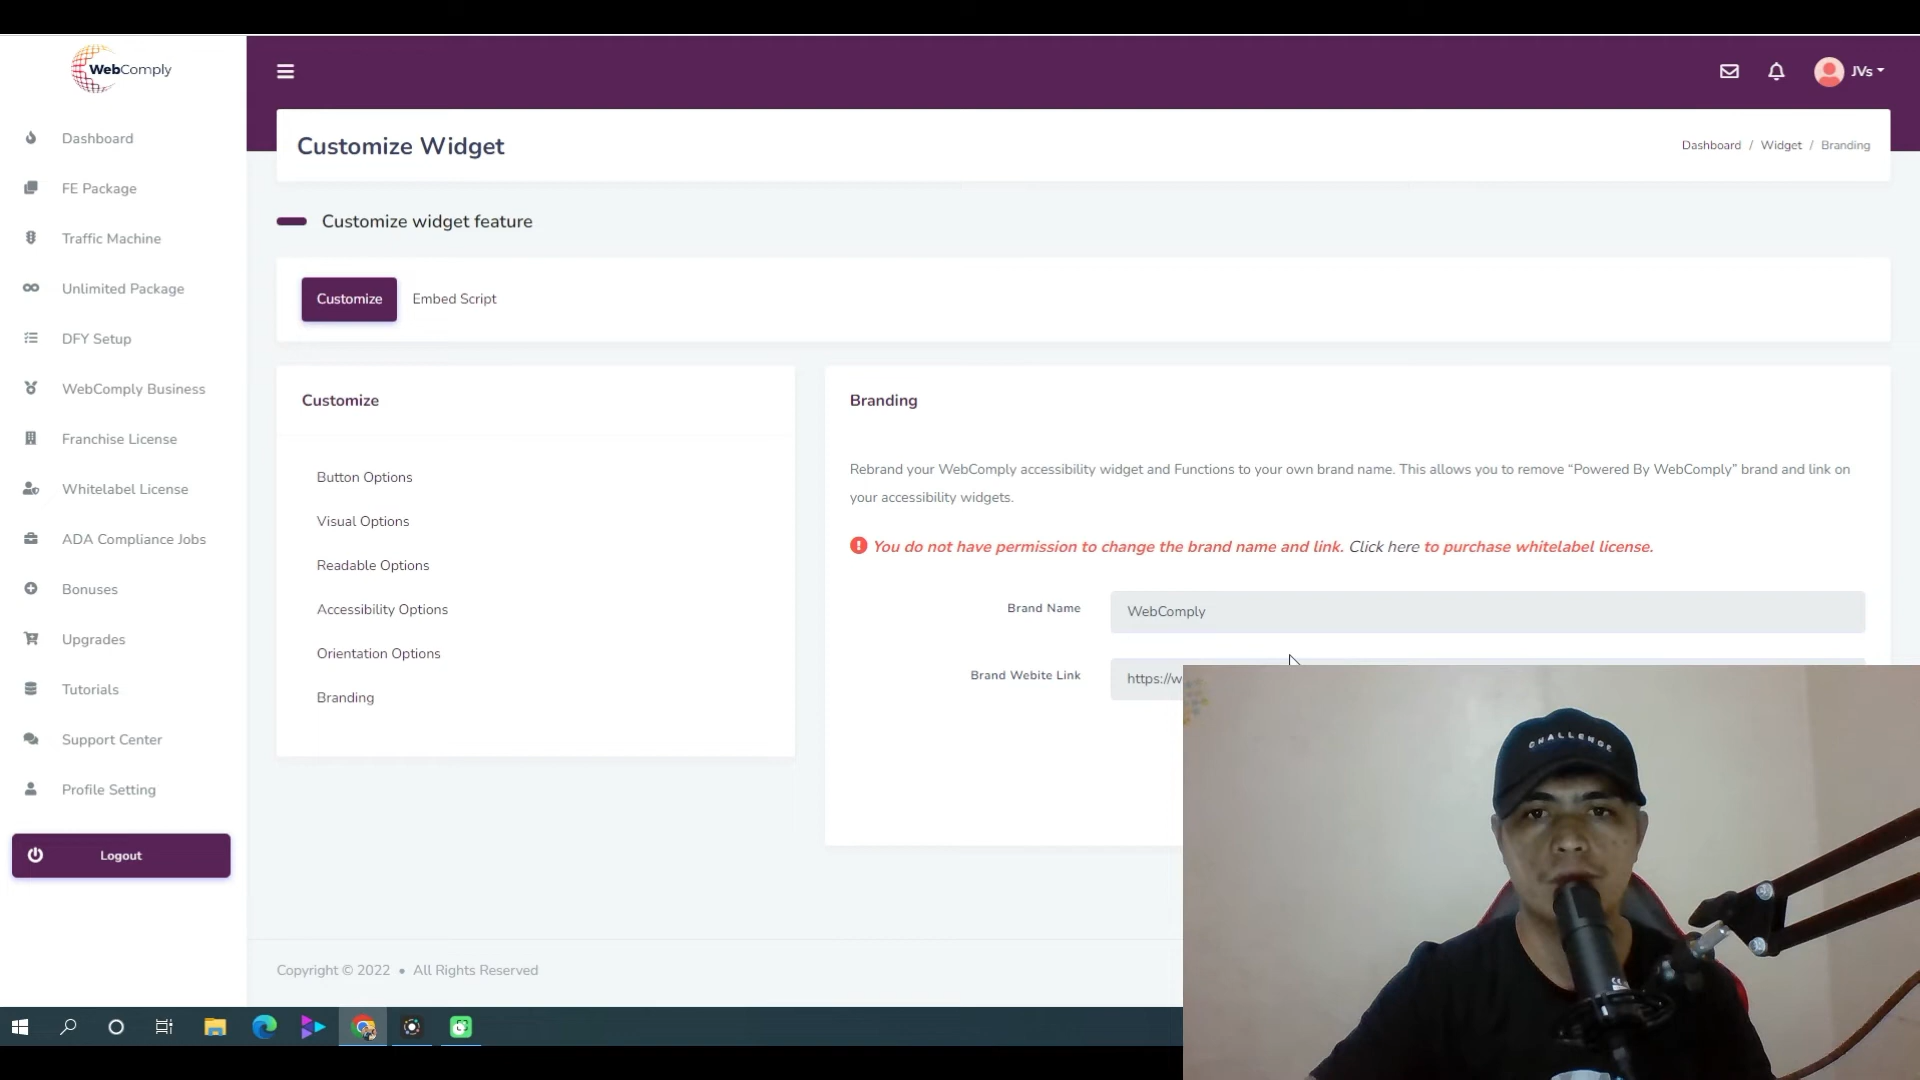 WebComply
JVs
Dashboard
FE Package
Traffic Machine
Unlimited Package
DFY Setup
WebComply Business
Franchise License
Whitelabel License
ADA Compliance Jobs
Bonuses
Upgrades
Tutorials
Support Center
Profile Setting
Logout
Customize Widget
Dashboard / Widget / Branding
Customize widget feature
Customize
Embed Script
Customize
Button Options
Visual Options
Readable Options
Accessibility Options
Orientation Options
Branding
Branding
Rebrand your WebComply accessibility widget and Functions to your own brand name. This allows you to remove “Powered By WebComply” brand and link on
your accessibility widgets.
You do not have permission to change the brand name and link. Click here to purchase whitelabel license.
Brand Name
WebComply
Brand Webite Link
https://w
CHALLENGE
Copyright © 2022 • All Rights Reserved